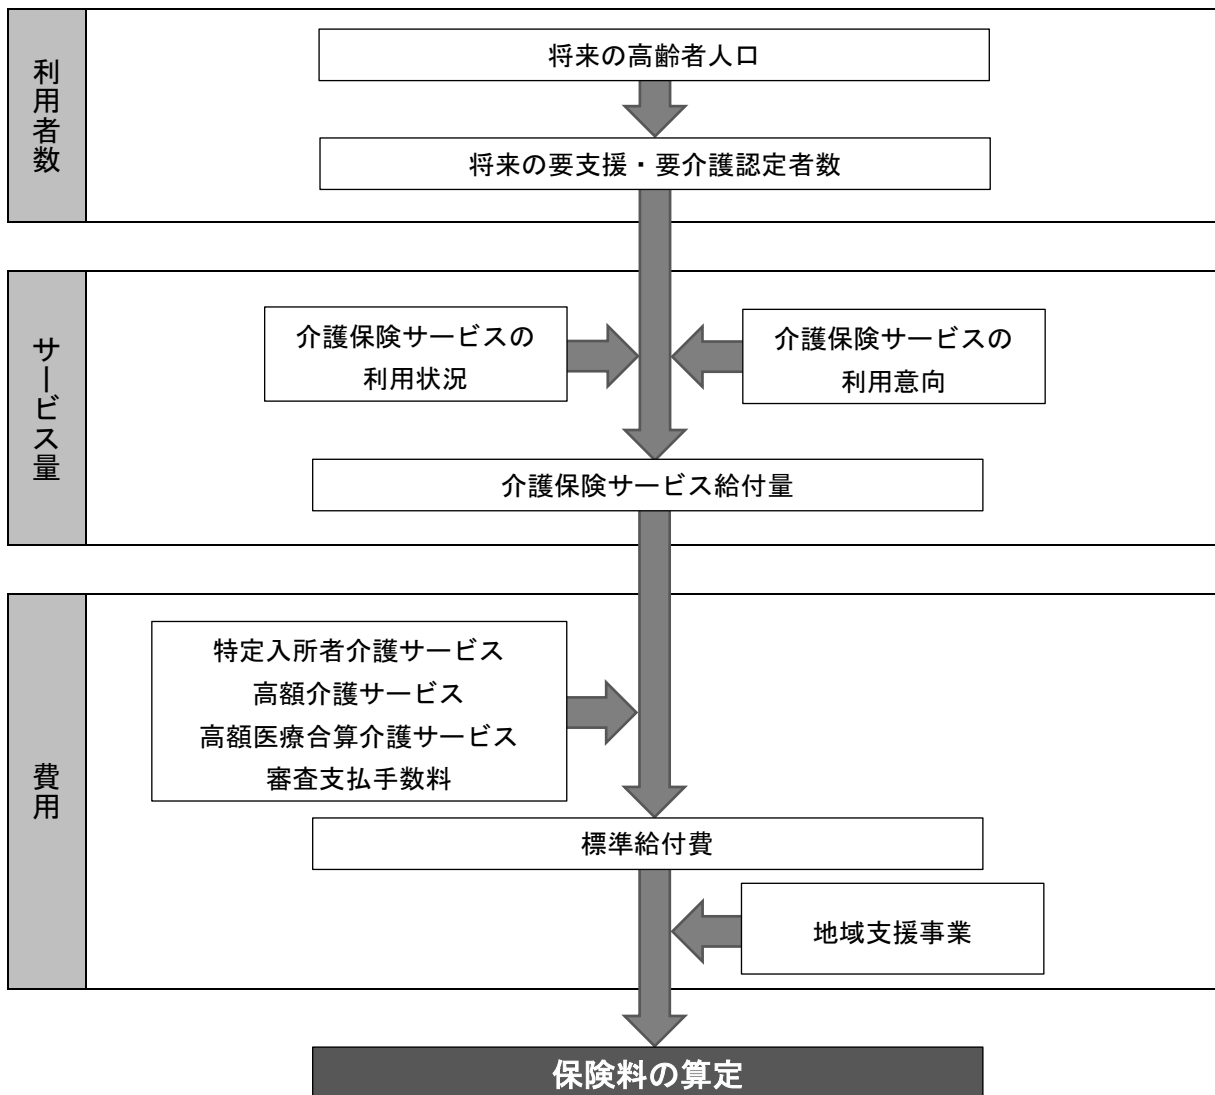 利用者数
将来の高齢者人口
将来の要支援・要介護認定者数
サービス量
介護保険サービスの
利用状況
介護保険サービスの
利用意向
介護保険サービス給付量
費用
特定入所者介護サービス
高額介護サービス
高額医療合算介護サービス
審査支払手数料
標準給付費
地域支援事業
保険料の算定